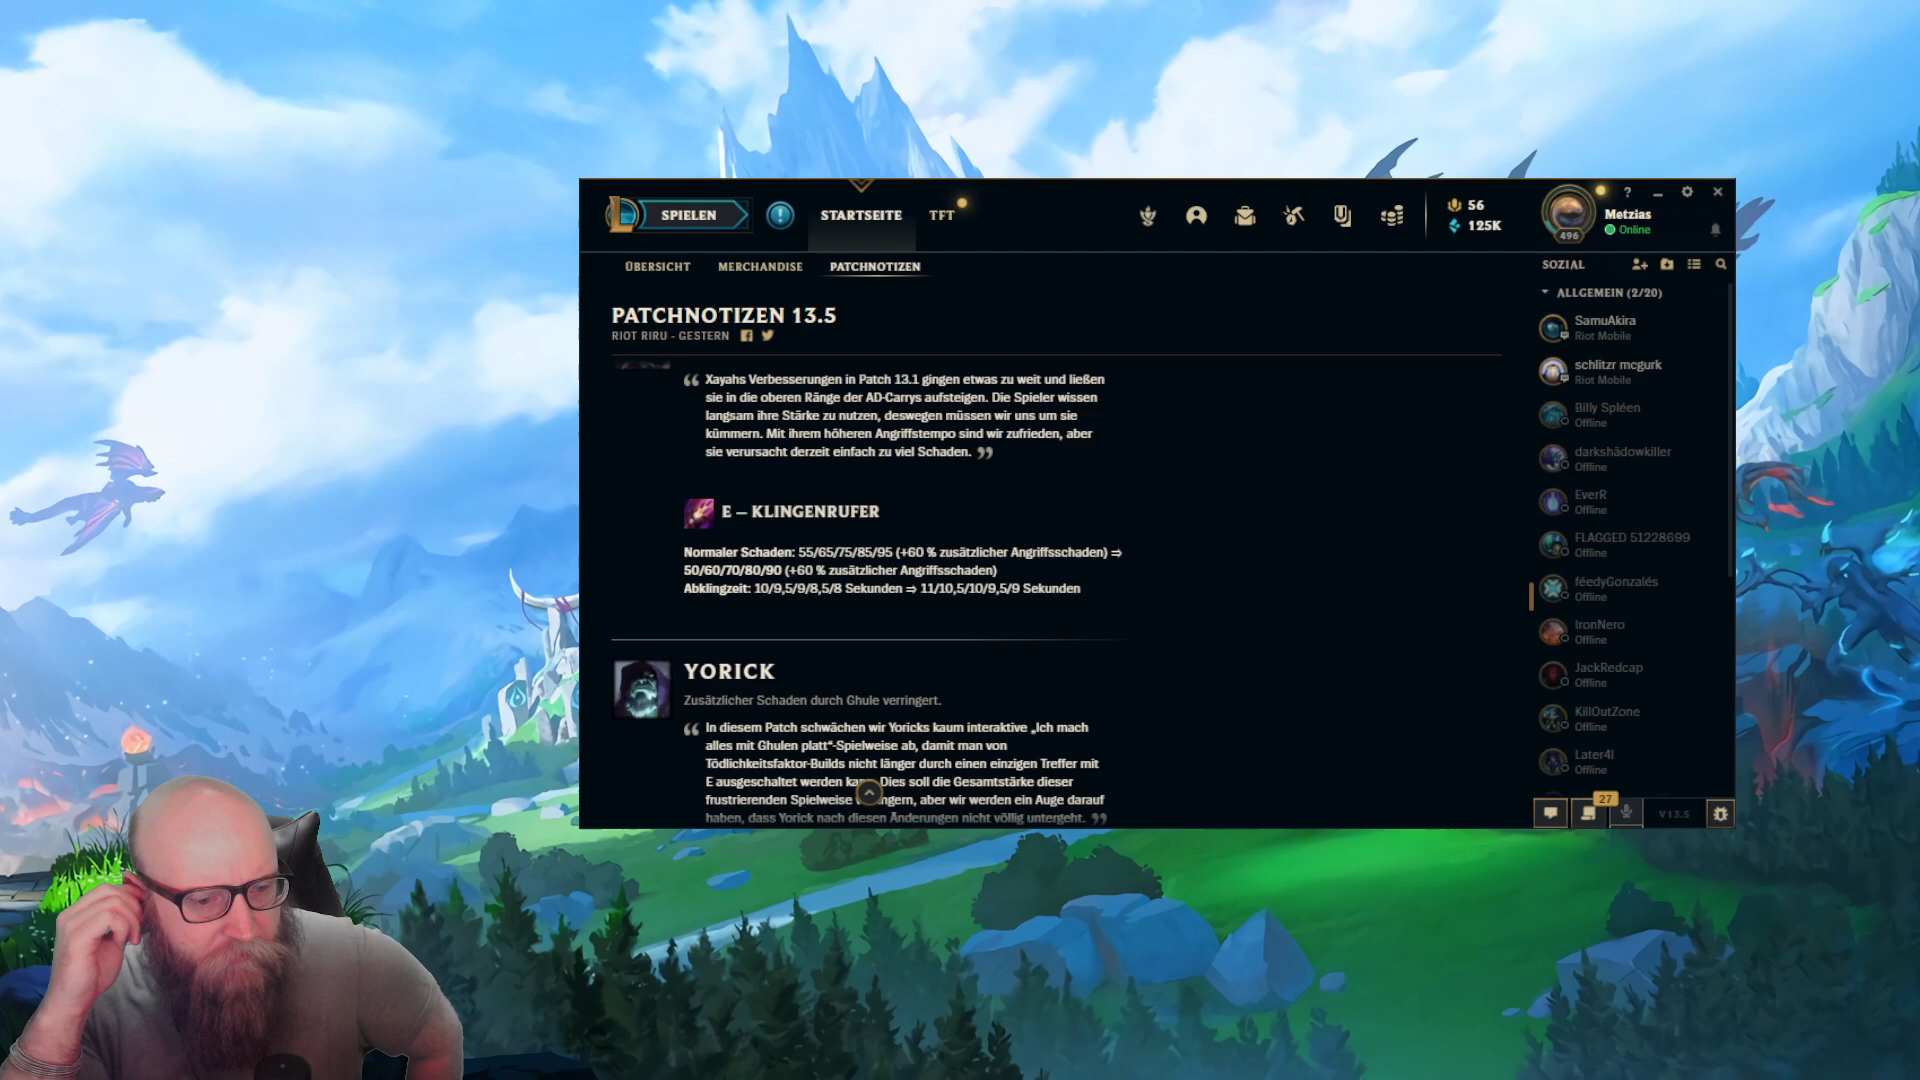 SPIELEN
STARTSEITE
TFT
56
125K
496
?
Metzias
Online
ÜBERSICHT
MERCHANDISE
PATCHNOTIZEN
PATCHNOTIZEN 13.5
RIOT RIRU - GESTERN
“ Xayahs Verbesserungen in Patch 13.1 gingen etwas zu weit und ließen
sie in die oberen Ränge der AD-Carrys aufsteigen. Die Spieler wissen
langsam ihre Stärke zu nutzen, deswegen müssen wir uns um sie
kümmern. Mit ihrem höheren Angriffstempo sind wir zufrieden, aber
sie verursacht derzeit einfach zu viel Schaden. ”
E – KLINGENRUFER
Normaler Schaden: 55/65/75/85/95 (+60 % zusätzlicher Angriffsschaden) ⇒
50/60/70/80/90 (+60 % zusätzlicher Angriffsschaden)
Abklingzeit: 10/9,5/9/8,5/8 Sekunden ⇒ 11/10,5/10/9,5/9 Sekunden
YORICK
Zusätzlicher Schaden durch Ghule verringert.
“ In diesem Patch schwächen wir Yoricks kaum interaktive „Ich mach
alles mit Ghulen platt“-Spielweise ab, damit man von
Tödlichkeitsfaktor-Builds nicht länger durch einen einzigen Treffer mit
E ausgeschaltet werden Dies soll die Gesamtstärke dieser
frustrierenden Spielweise aber wir werden ein Auge darauf
haben, dass Yorick nach diesen Änderungen nicht völlig untergeht. ”
SOZIAL
ALLGEMEIN (2/20)
SamuAkira
Riot Mobile
schlitzr mcgurk
Riot Mobile
Billy Spléen
Offline
darkshädowkiller
Offline
EverR
Offline
FLAGGED 51228699
Offline
féedyGonzalés
Offline
IronNero
Offline
JackRedcap
Offline
KillOutZone
Offline
Offline
27
V13.5